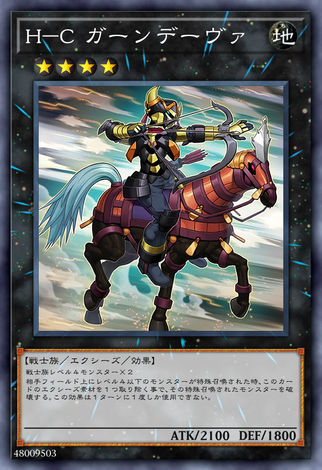 H-C ガーンデーヴァ
地
[戦士族/エクシーズ/効果]
戦士族レベル4モンスター×2
相手フィールド上にレベル4以下のモンスターが特殊召喚された時、このカー
ドのエクシーズ素材を1つ取り除く事で、その特殊召喚されたモンスターを破
壊する。この効果は1ターンに1度しか使用できない。
ATK/2100 DEF/1800
48009503